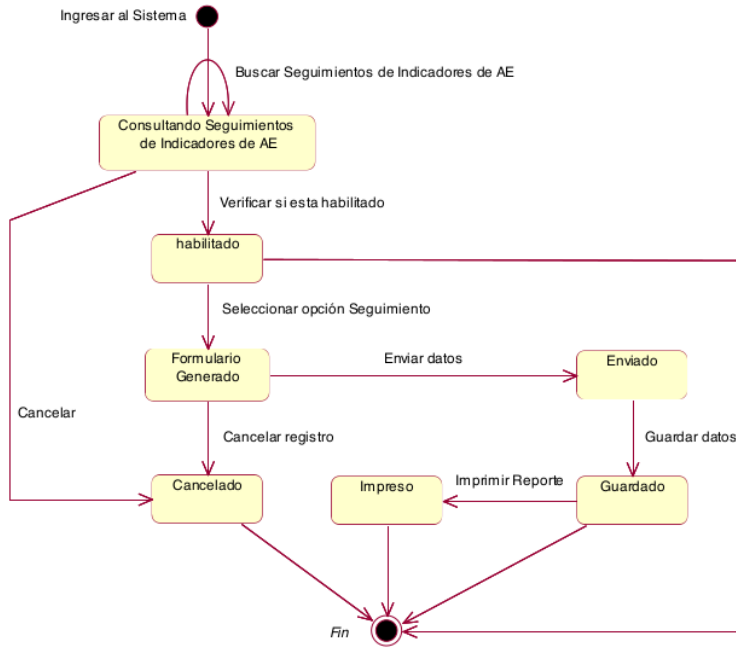 Ingresar al Sistema
Buscar Seguimientos de Indicadores de AE
Consultando Seguimientos
de Indicadores de AE
Verificar si esta habilitado
habilitado
Seleccionar opción Seguimiento
Formulario
Generado
Enviar datos
Enviado
Cancelar
Cancelar registro
Guardar datos
Cancelado
Impreso
Imprimir Reporte
Guardado
Fin